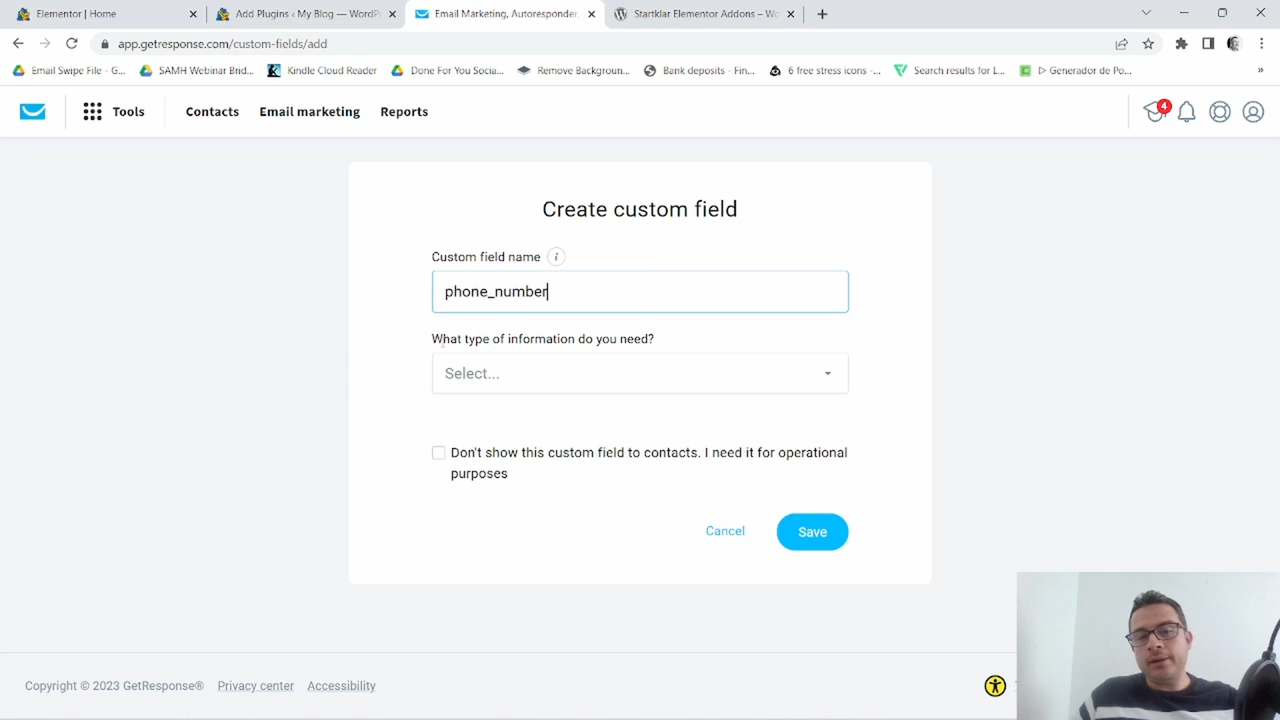 Elementor | Home
Add Plugins ‹ My Blog — WordP
Email Marketing, Autoresponder,
Startklar Elementor Addons – Wo
app.getresponse.com/custom-fields/add
Email Swipe File - G...
SAMH Webinar Brid...
Kindle Cloud Reader
Done For You Socia...
Remove Backgroun...
Bank deposits - Fin...
6 free stress icons -...
Search results for L...
▷ Generador de Po...
»
Tools
Contacts
Email marketing
Reports
4
Create custom field
Custom field name i
phone_number
What type of information do you need?
Select...
Don't show this custom field to contacts. I need it for operational
purposes
Cancel
Save
Copyright © 2023 GetResponse®
Privacy center
Accessibility